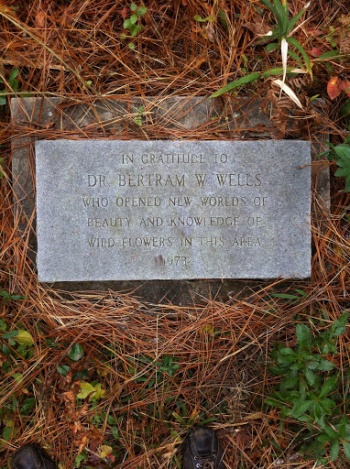 IN GRATITUDE TO
DR. BERTRAM W. WELLS
WHO OPENED NEW WORLDS OF
BEAUTY AND KNOWLEDGE OF
WILD FLOWERS IN THIS AREA
1973